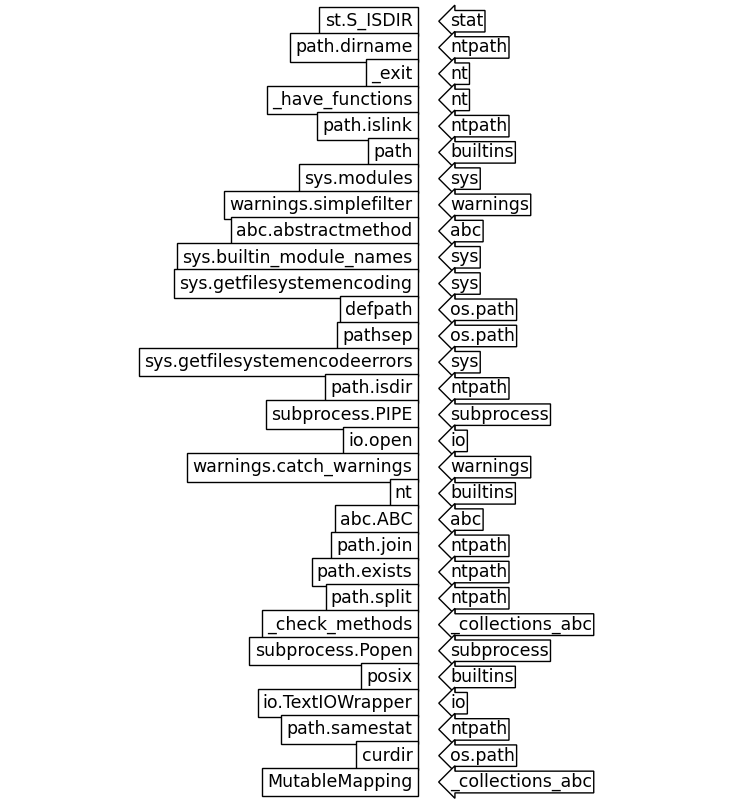 st.S_ISDIR stat
path.dirname ntpath
_exit nt
_have_functions nt
path.islink ntpath
path builtins
sys.modules sys
warnings.simplefilter warnings
abc.abstractmethod abc
sys.builtin_module_names sys
sys.getfilesystemencoding sys
defpath os.path
pathsep os.path
sys.getfilesystemencodeerrors sys
path.isdir ntpath
subprocess.PIPE subprocess
io.open io
warnings.catch_warnings warnings
nt builtins
abc.ABC abc
path.join ntpath
path.exists ntpath
path.split ntpath
_check_methods _collections_abc
subprocess.Popen subprocess
posix builtins
io.TextIOWrapper io
path.samestat ntpath
curdir os.path
MutableMapping _collections_abc